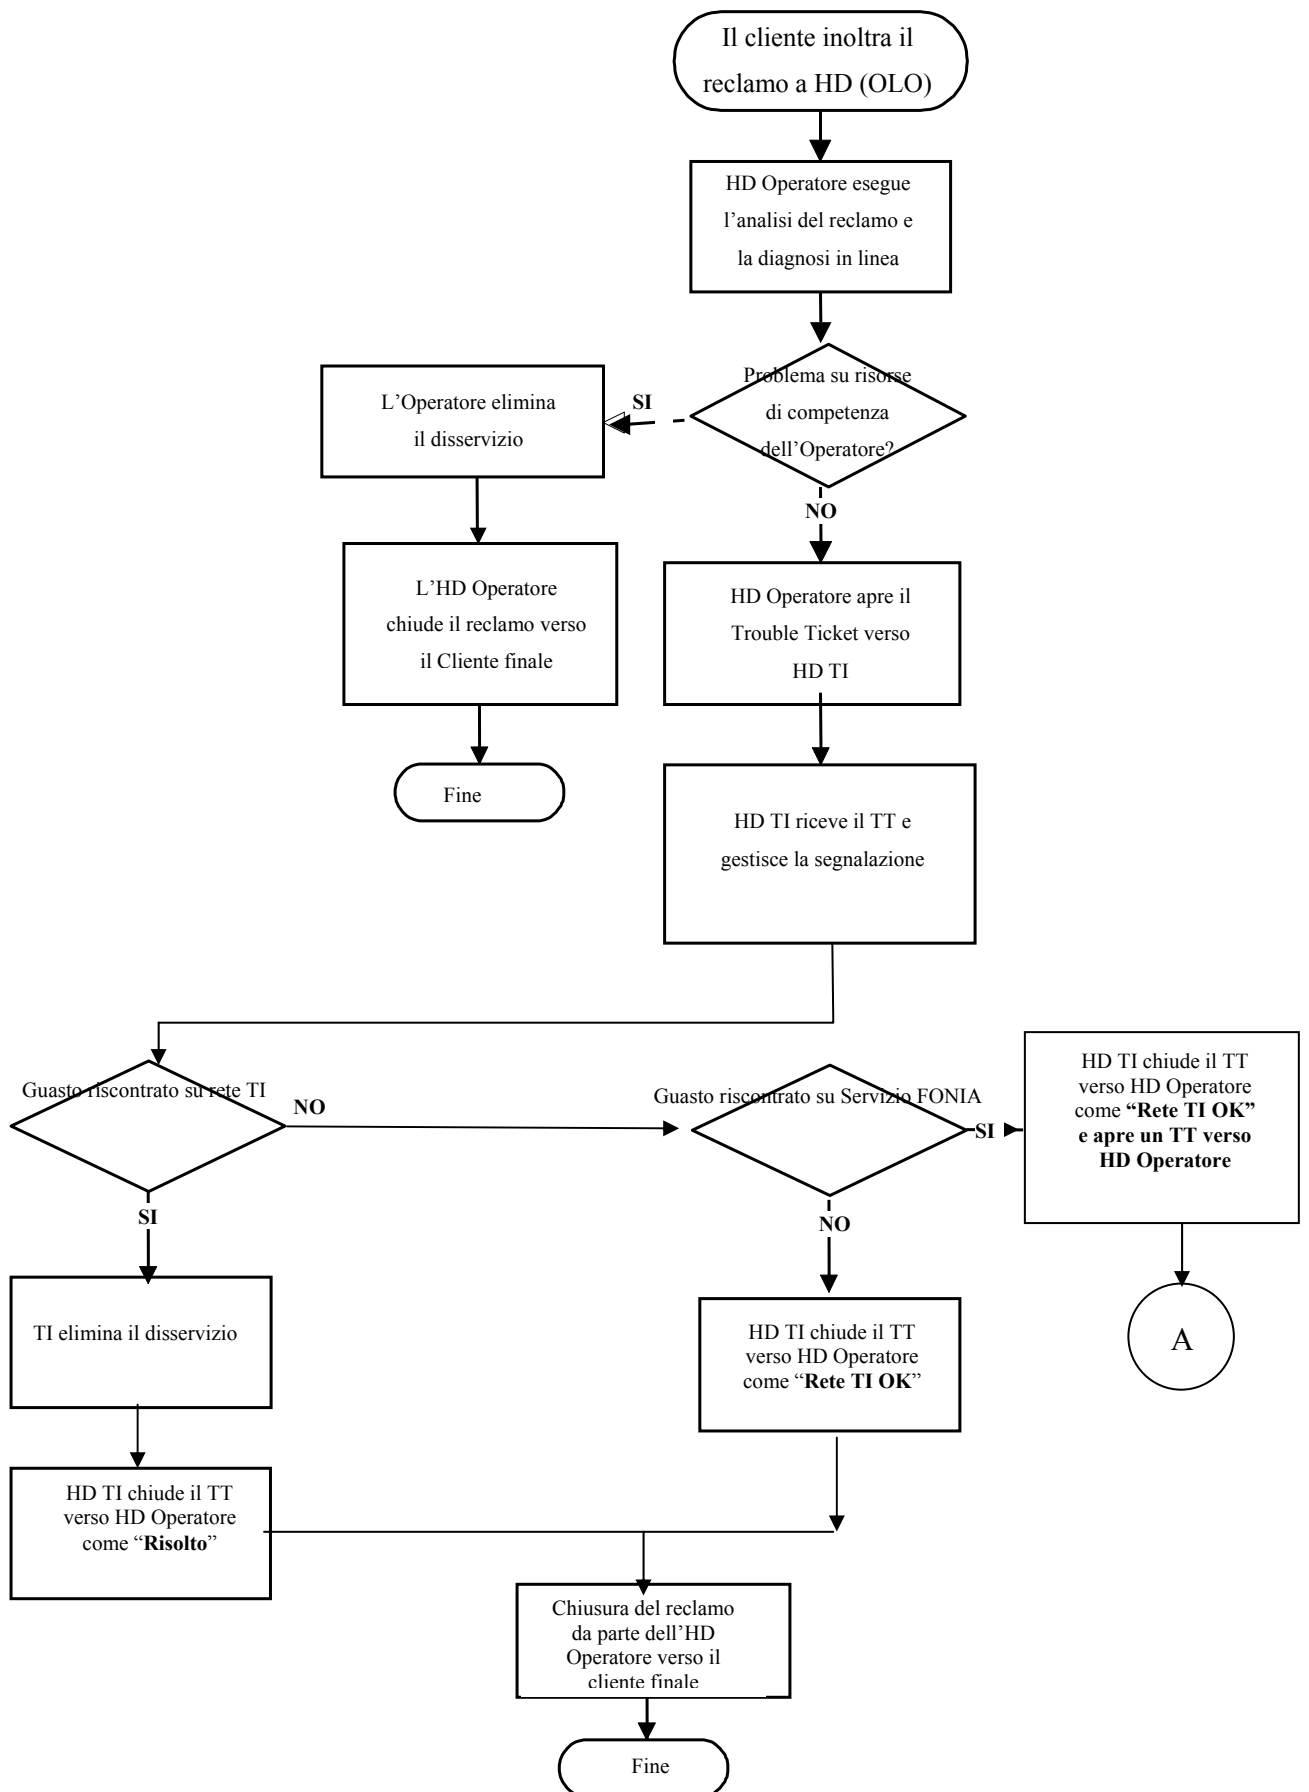 Il cliente inoltra il
reclamo a HD (OLO)
HD Operatore esegue
l’analisi del reclamo e
la diagnosi in linea
Problema su risorse
di competenza
dell’Operatore?
SI
L’Operatore elimina
il disservizio
NO
L’HD Operatore
chiude il reclamo verso
il Cliente finale
HD Operatore apre il
Trouble Ticket verso
HD TI
Fine
HD TI riceve il TT e
gestisce la segnalazione
Guasto riscontrato su rete TI
NO
Guasto riscontrato su Servizio FONIA
SI
HD TI chiude il TT
verso HD Operatore
come “Rete TI OK”
e apre un TT verso
HD Operatore
SI
NO
TI elimina il disservizio
HD TI chiude il TT
verso HD Operatore
come “Rete TI OK”
A
HD TI chiude il TT
verso HD Operatore
come “Risolto”
Chiusura del reclamo
da parte dell’HD
Operatore verso il
cliente finale
Fine